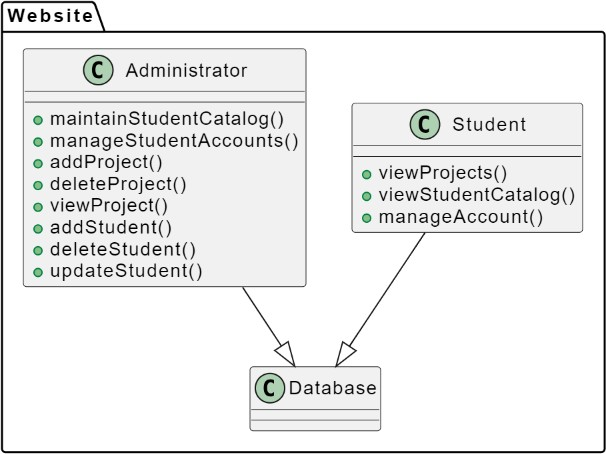 Website
C Administrator
maintainStudentCatalog()
manageStudentAccounts()
addProject()
deleteProject()
viewProject()
addStudent()
deleteStudent()
updateStudent()
C Student
viewProjects()
viewStudentCatalog()
manageAccount()
C Database